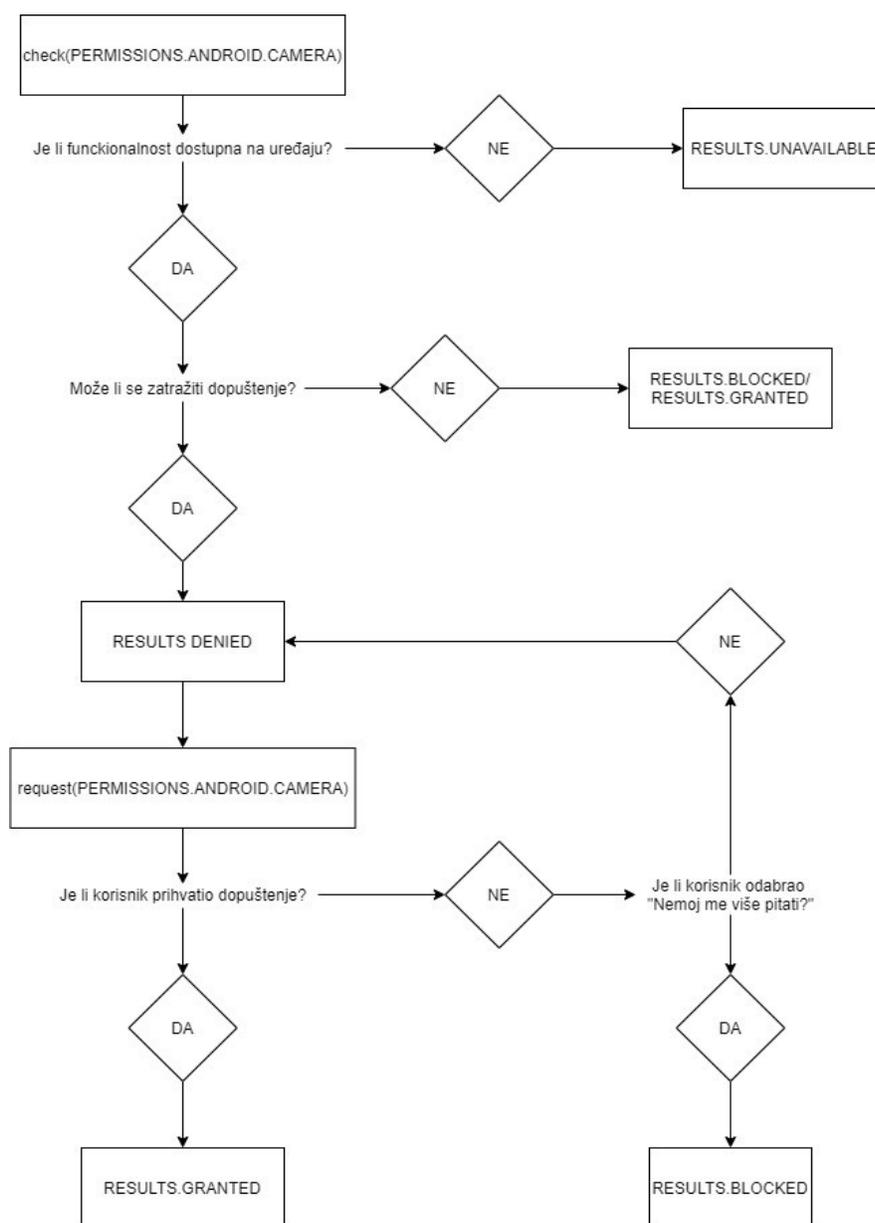 check(PERMISSIONS.ANDROID.CAMERA)
Je li funckionalnost dostupna na uređaju?
NE
RESULTS.UNAVAILABLE
DA
Može li se zatražiti dopuštenje?
NE
RESULTS.BLOCKED/
RESULTS.GRANTED
DA
RESULTS DENIED
NE
request(PERMISSIONS.ANDROID.CAMERA)
Je li korisnik prihvatio dopuštenje?
NE
Je li korisnik odabrao
"Nemoj me više pitati?"
DA
DA
RESULTS.GRANTED
RESULTS.BLOCKED